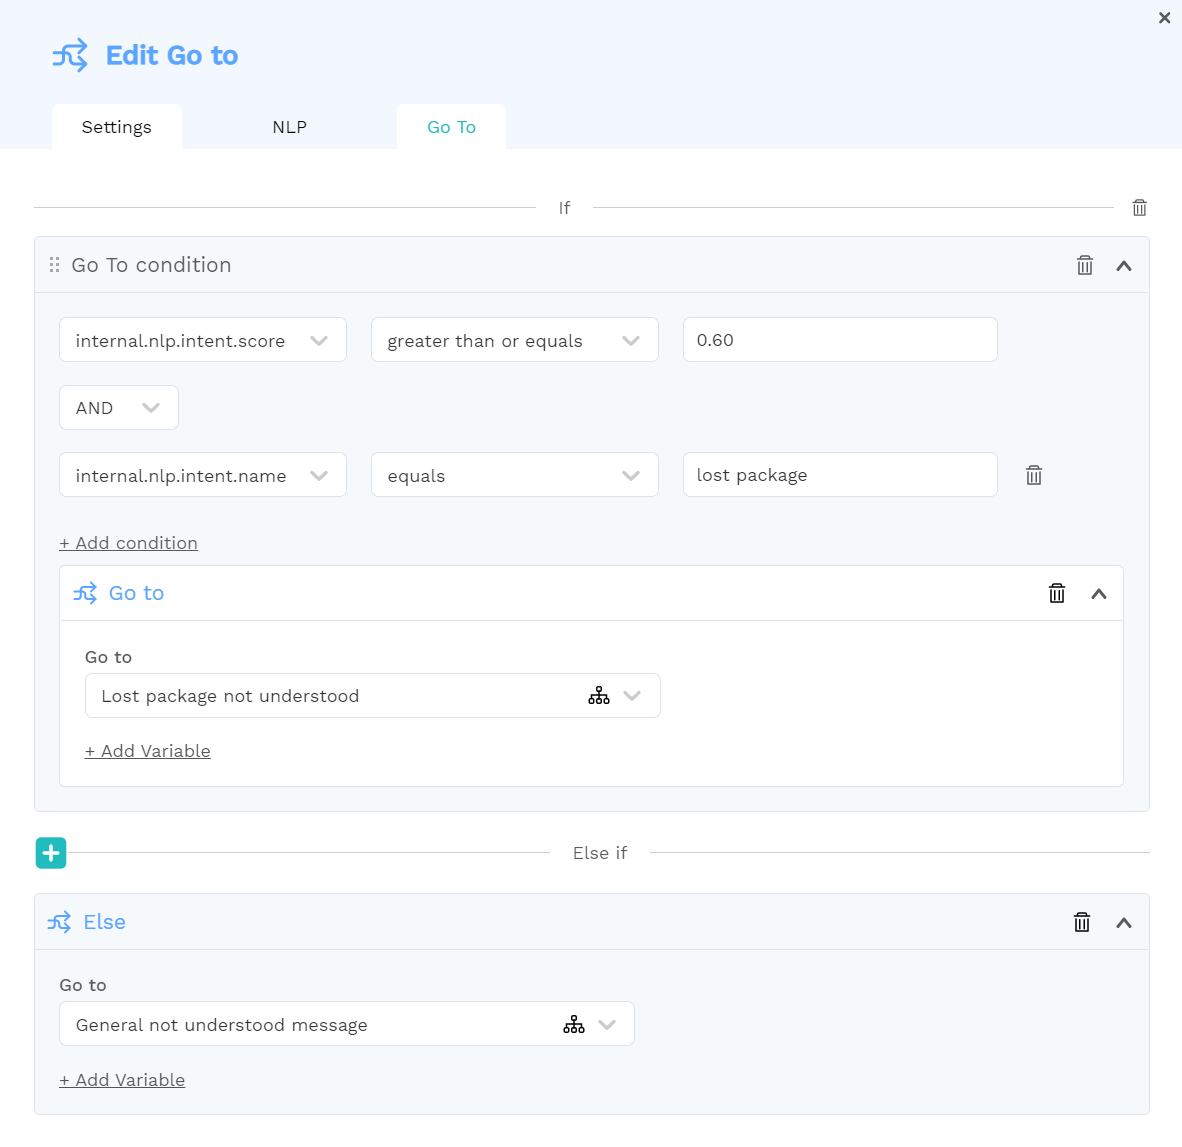 Edit Go to
Settings NLP Go To
If
Go To condition
internal.nlp.intent.score greater than or equals 0.60
AND
internal.nlp.intent.name equals lost package
+ Add condition
Go to
Go to
Lost package not understood
+ Add Variable
Else if
Else
Go to
General not understood message
+ Add Variable